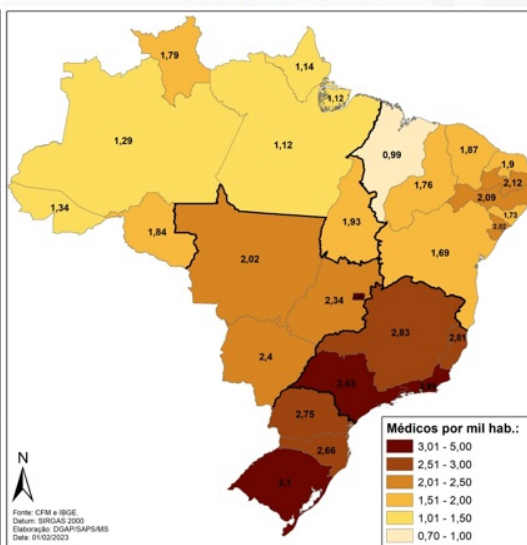 1,79
1,14
1,12
1,29
1,12
0,99
1,87
1,9
2,12
1,76
2,09
1,34
1,73
2,02
1,84
1,93
1,69
2,02
2,34
2,83
2,81
2,4
3,43
2,75
2,66
3,1
N
Fonte: CFM e IBGE.
Datum: SIRGAS 2000
Elaboração: DGAP/SAPS/MS
Data: 01/02/2023
Médicos por mil hab.:
3,01 - 5,00
2,51 - 3,00
2,01 - 2,50
1,51 - 2,00
1,01 - 1,50
0,70 - 1,00